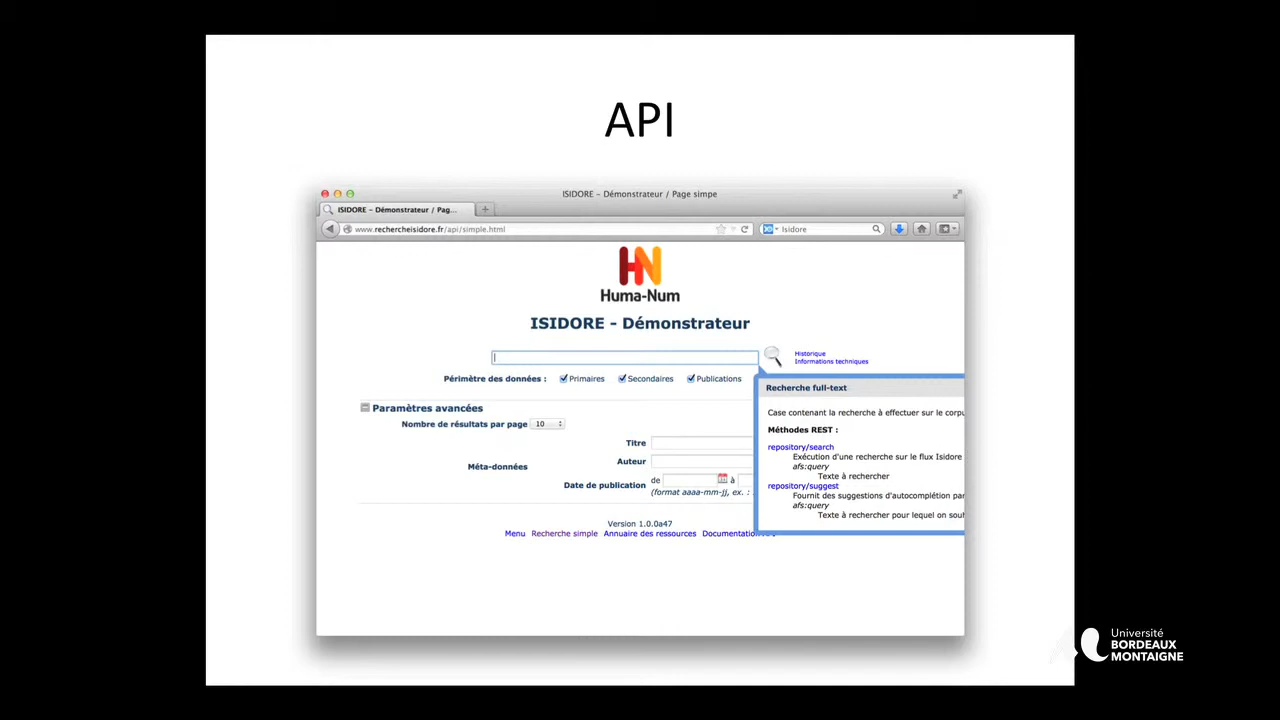 API
ISIDORE – Démonstrateur / Page simpe
ISIDORE – Démonstrateur / Pag...
www.rechercheisidore.fr/api/simple.html
Isidore
HN
Huma-Num
ISIDORE - Démonstrateur
Historique
Informations techniques
Périmètre des données : Primaires Secondaires Publications
Recherche full-text
Case contenant la recherche à effectuer sur le corpu
Méthodes REST :
repository/search
Exécution d'une recherche sur le flux Isidore
afs:query
Texte à rechercher
repository/suggest
Fournit des suggestions d'autocomplétion par
afs:query
Texte à rechercher pour lequel on souh
Paramètres avancées
Nombre de résultats par page 10
Titre
Méta-données
Auteur
Date de publication
de à
(format aaaa-mm-jj, ex. :
Version 1.0.0a47
Menu Recherche simple Annuaire des ressources Documentation
Université
BORDEAUX
MONTAIGNE